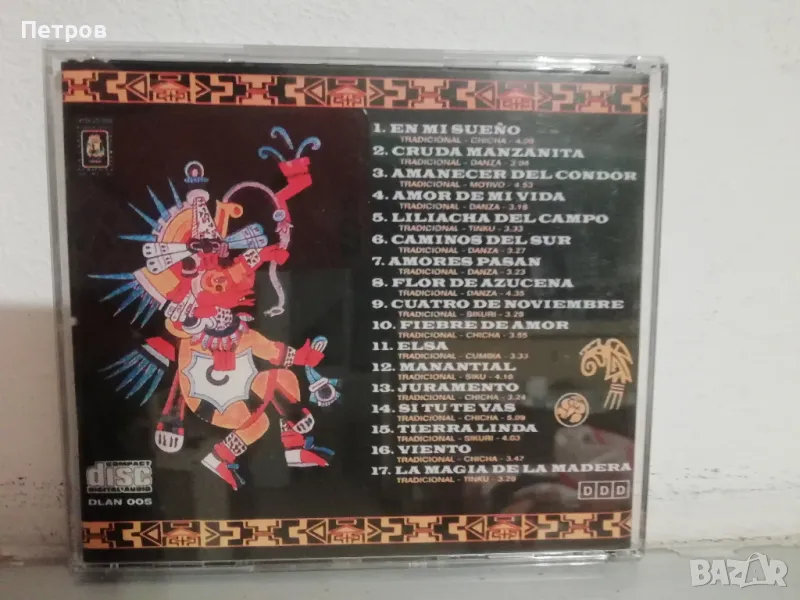 Петров
1. EN MI SUEÑO
TRADICIONAL - CHICHA - 4.06
2. CRUDA MANZANITA
TRADICIONAL - DANZA - 3.94
3. AMANECER DEL CONDOR
TRADICIONAL - MOTIVO - 4.53
4. AMOR DE MI VIDA
TRADICIONAL - DANZA - 3.16
5. LILIACHA DEL CAMPO
TRADICIONAL - TINKU - 3.33
6. CAMINOS DEL SUR
TRADICIONAL - DANZA - 3.27
7. AMORES PASAN
TRADICIONAL - DANZA - 3.23
8. FLOR DE AZUCENA
TRADICIONAL - DANZA - 4.35
9. CUATRO DE NOVIEMBRE
TRADICIONAL - SIKURI - 3.28
10. FIEBRE DE AMOR
TRADICIONAL - CHICHA - 3.55
11. ELSA
TRADICIONAL - CUMBIA - 3.33
12. MANANTIAL
TRADICIONAL - SIKU - 4.16
13. JURAMENTO
TRADICIONAL - CHICHA - 3.24
14. SI TU TE VAS
TRADICIONAL - CHICHA - 5.09
15. TIERRA LINDA
TRADICIONAL - SIKURI - 4.03
16. VIENTO
TRADICIONAL - CHICHA - 3.47
17. LA MAGIA DE LA MADERA
TRADICIONAL - TINKU - 3.29
COMPACT
disc
DIGITAL AUDIO
DLAN 005
DDD
BAZAR